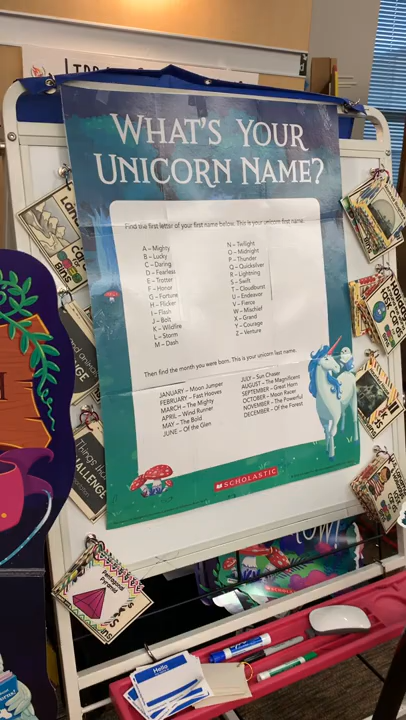 WHAT'S YOUR
UNICORN NAME?
Find the first letter of your first name below. This is your unicorn first name.
A – Mighty
B – Lucky
C – Daring
D – Fearless
E – Trotter
F – Honor
G – Fortune
H – Flicker
I – Flash
J – Bolt
K – Wildfire
L – Storm
M – Dash
N – Twilight
O – Midnight
P – Thunder
Q – Quicksilver
R – Lightning
S – Swift
T – Cloudburst
U – Endeavor
V – Fierce
W – Mischief
X – Grand
Y – Courage
Z – Venture
Then find the month you were born. This is your unicorn last name.
JANUARY – Moon Jumper
FEBRUARY – Fast Hooves
MARCH – The Mighty
APRIL – Wind Runner
MAY – The Bold
JUNE – Of the Glen
JULY – Sun Chaser
AUGUST – The Magnificent
SEPTEMBER – Great Horn
OCTOBER – Moon Racer
NOVEMBER – The Powerful
DECEMBER – Of the Forest
SCHOLASTIC
Things that
CHALLENGE
Pentagonal
Pyramid
Hello